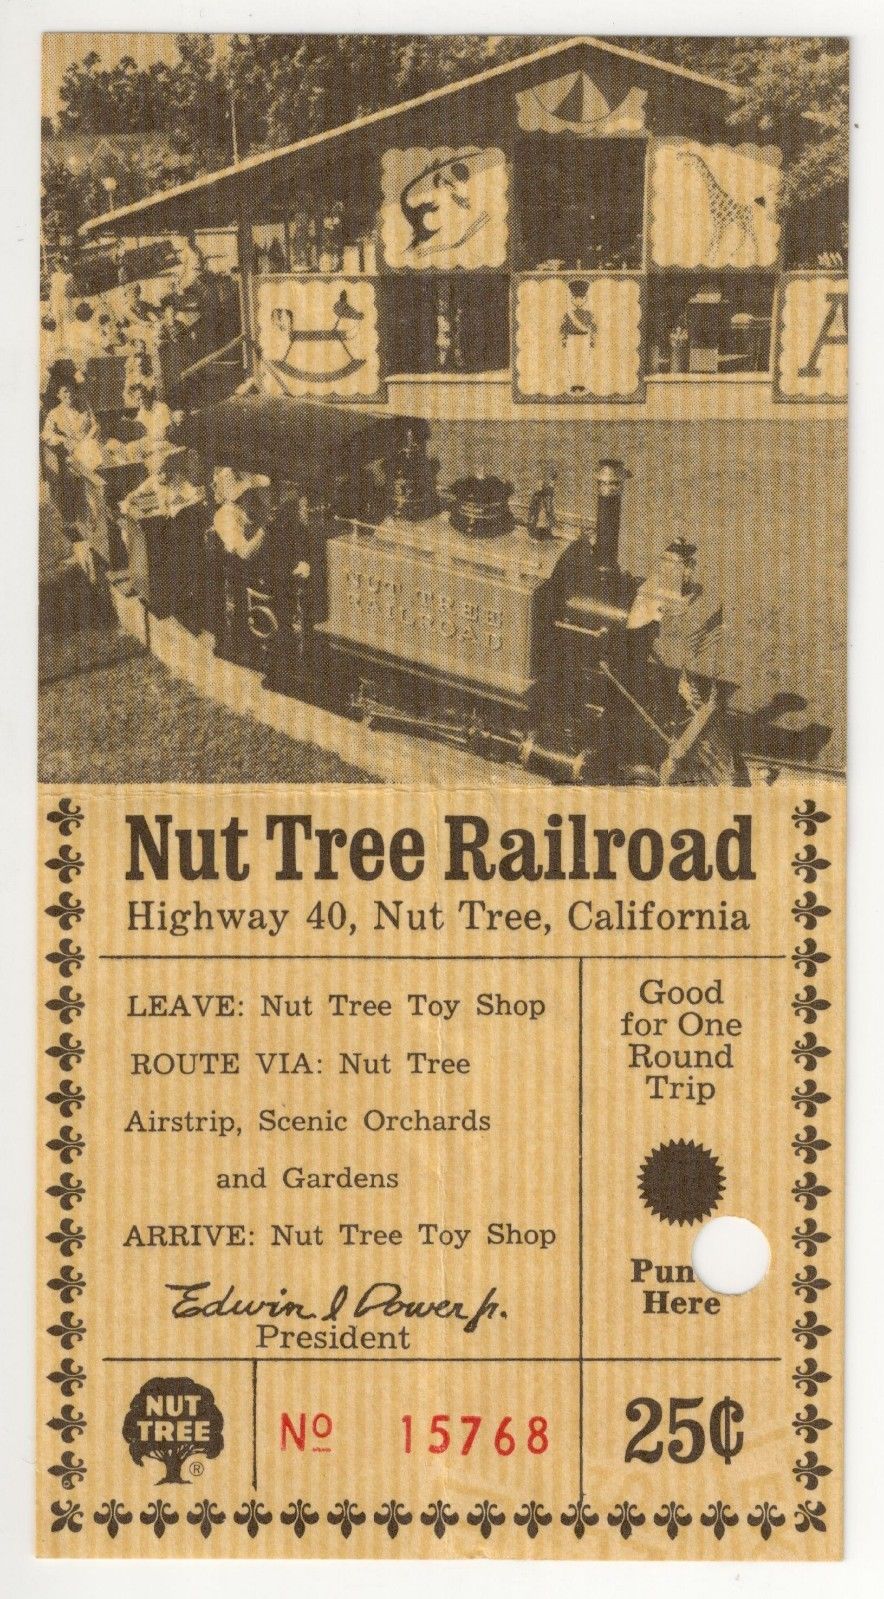 A
5
NUT TREE
RAILROAD
Nut Tree Railroad
Highway 40, Nut Tree, California
LEAVE: Nut Tree Toy Shop
ROUTE VIA: Nut Tree
Airstrip, Scenic Orchards
and Gardens
ARRIVE: Nut Tree Toy Shop
Edwin I Power Jr.
President
Good
for One
Round
Trip
Pun
Here
NUT
TREE
®
No 15768
25¢